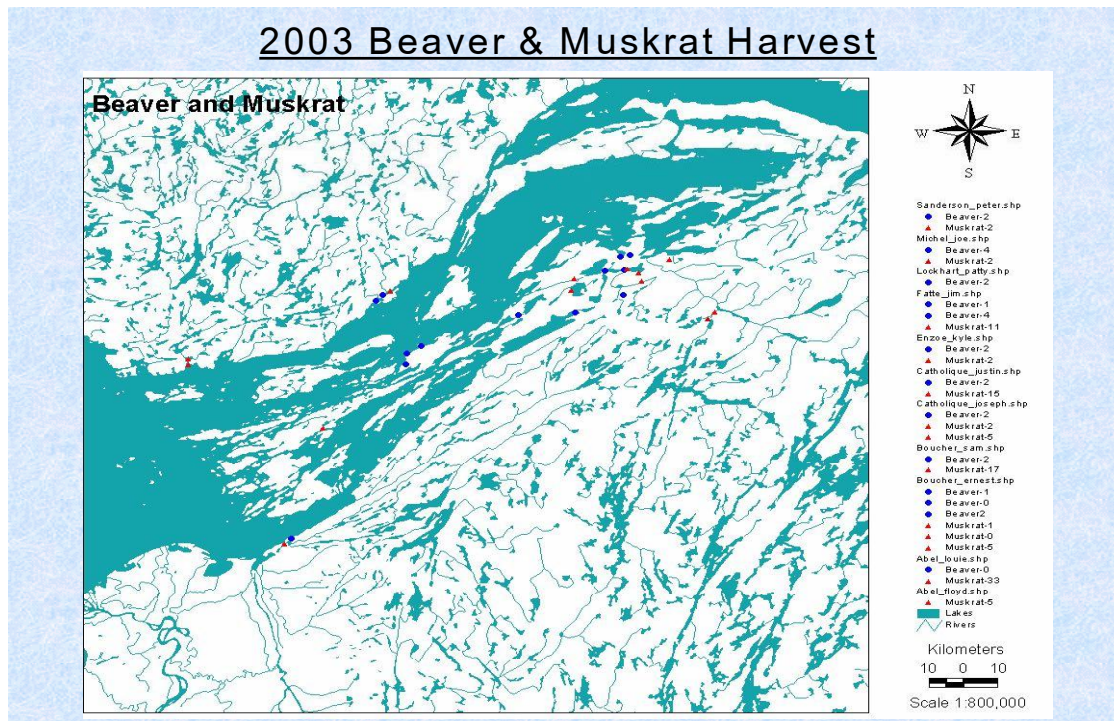 2003 Beaver & Muskrat Harvest
Beaver and Muskrat
N
W E
S
Sanderson_peter.shp
Beaver-2
Muskrat-2
Michel_joe.shp
Beaver-4
Muskrat-2
Lockhart_patty.shp
Beaver-2
Fatte_jim.shp
Beaver-1
Beaver-4
Muskrat-11
Enzoe_kyle.shp
Beaver-2
Muskrat-2
Catholique_justin.shp
Beaver-2
Muskrat-15
Catholique_joseph.shp
Beaver-2
Muskrat-2
Muskrat-5
Boucher_sam.shp
Beaver-2
Muskrat-17
Boucher_ernest.shp
Beaver-1
Beaver-0
Beaver2
Muskrat-1
Muskrat-0
Muskrat-5
Abel_louie.shp
Beaver-0
Muskrat-33
Abel_floyd.shp
Muskrat-5
Lakes
Rivers
Kilometers
10 0 10
Scale 1:800,000